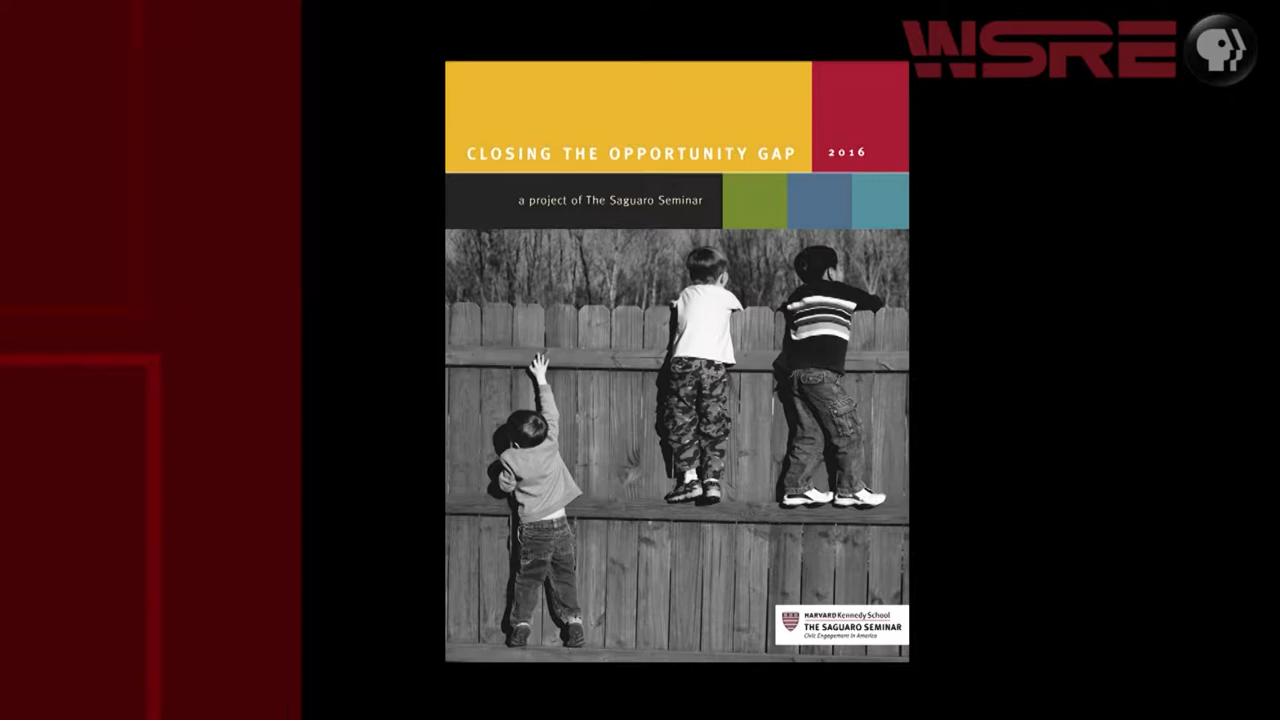 WSRE
CLOSING THE OPPORTUNITY GAP
2016
a project of The Saguaro Seminar
HARVARD Kennedy School
THE SAGUARO SEMINAR
Civic Engagement in America